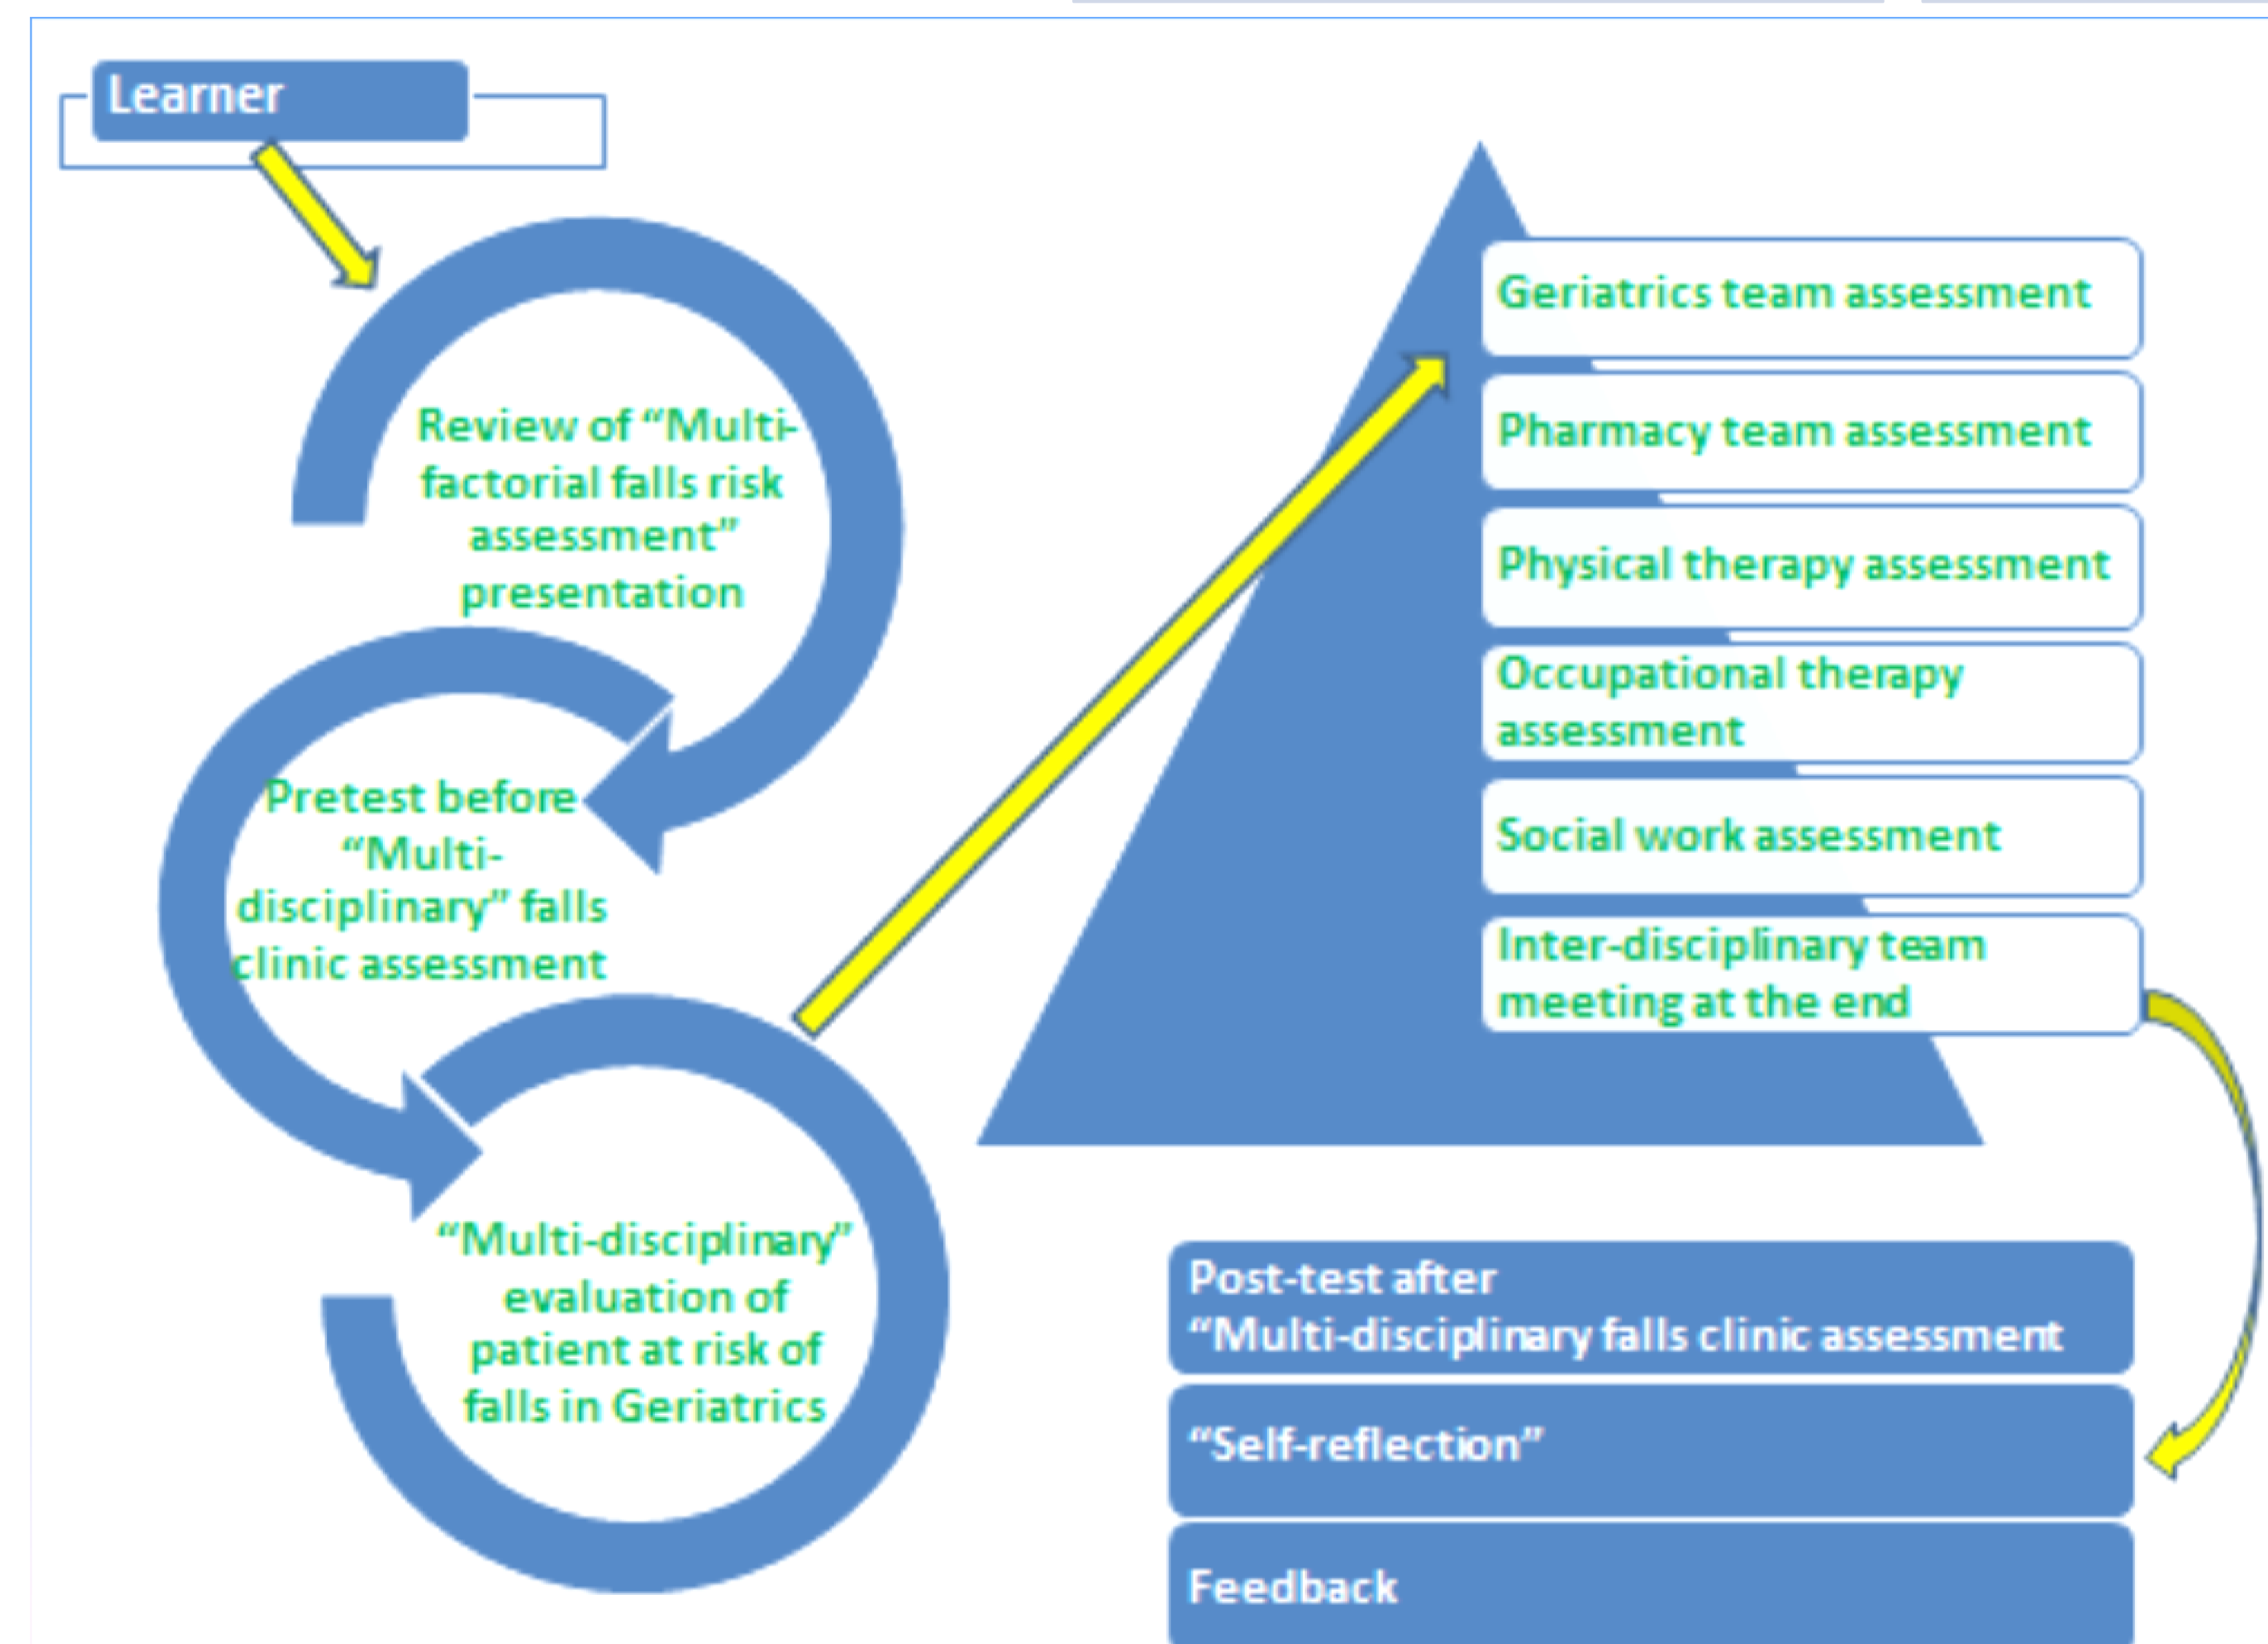 Learner
Review of “Multi-
factorial falls risk
assessment”
presentation
Pretest before
“Multi-
disciplinary” falls
clinic assessment
“Multi-disciplinary”
evaluation of
patient at risk of
falls in Geriatrics
Geriatrics team assessment
Pharmacy team assessment
Physical therapy assessment
Occupational therapy
assessment
Social work assessment
Inter-disciplinary team
meeting at the end
Post-test after
“Multi-disciplinary falls clinic assessment
“Self-reflection”
Feedback